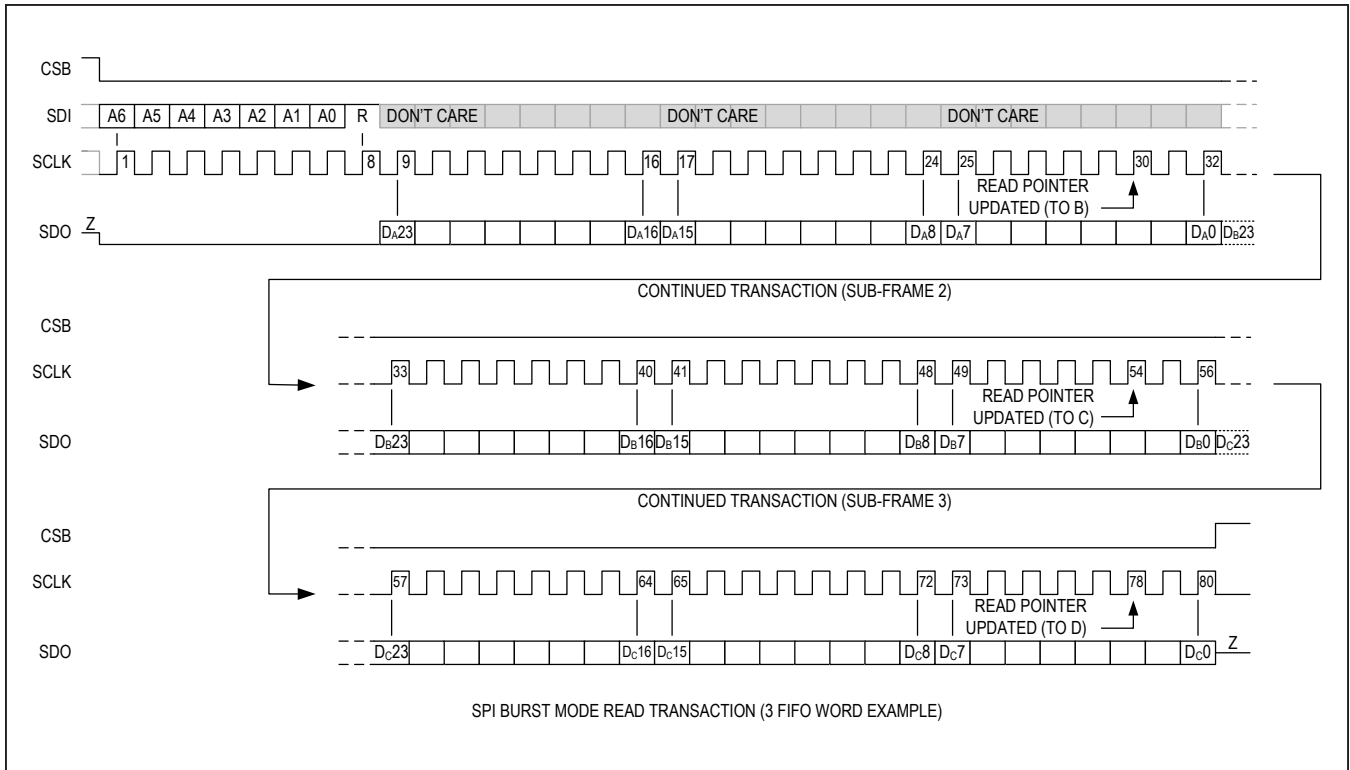 CSB
SDI A6 A5 A4 A3 A2 A1 A0 R DON'T CARE DON'T CARE DON'T CARE
SCLK 1 8 9 16 17 24 25 30 32
READ POINTER
UPDATED (TO B)
SDO Z DA23 DA16 DA15 DA8 DA7 DA0 DB23
CONTINUED TRANSACTION (SUB-FRAME 2)
CSB
SCLK 33 40 41 48 49 54 56
READ POINTER
UPDATED (TO C)
SDO DB23 DB16 DB15 DB8 DB7 DB0 DC23
CONTINUED TRANSACTION (SUB-FRAME 3)
CSB
SCLK 57 64 65 72 73 78 80
READ POINTER
UPDATED (TO D)
SDO DC23 DC16 DC15 DC8 DC7 DC0 Z
SPI BURST MODE READ TRANSACTION (3 FIFO WORD EXAMPLE)